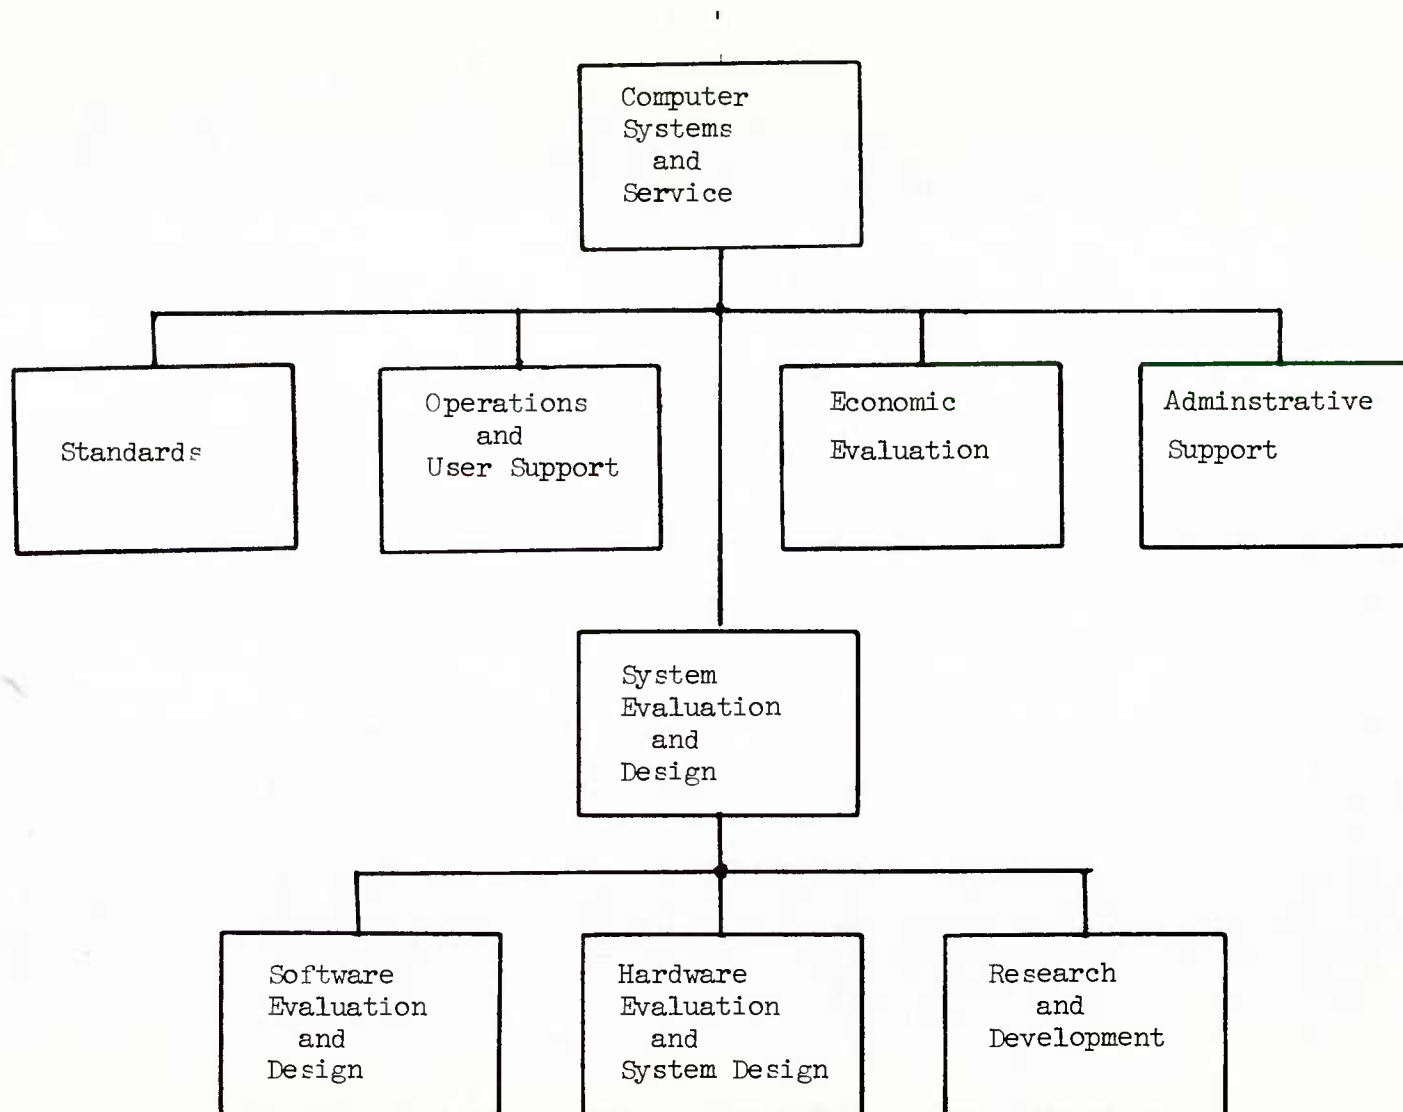 Computer
Systems
and
Service
Standards
Operations
and
User Support
Economic
Evaluation
Adminstrative
Support
System
Evaluation
and
Design
Software
Evaluation
and
Design
Hardware
Evaluation
and
System Design
Research
and
Development